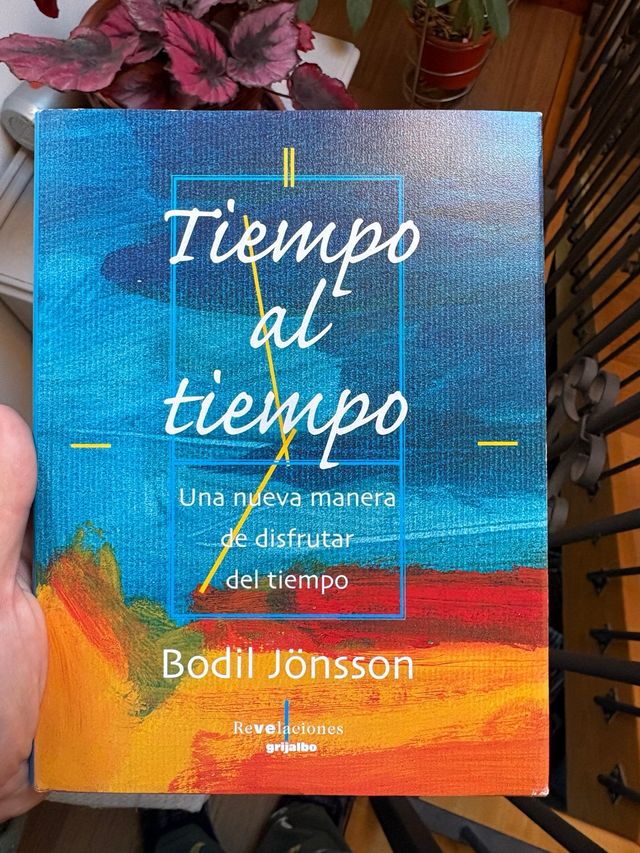 Tiempo
al
tiempo
Una nueva manera
de disfrutar
del tiempo
Bodil Jönsson
Revelaciones
grijalbo